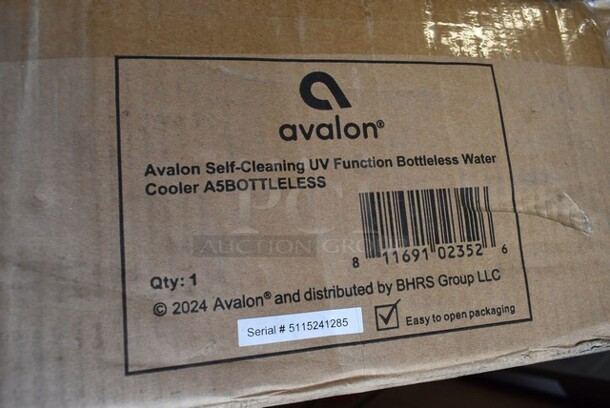 avalon®
Avalon Self-Cleaning UV Function Bottleless Water
Cooler A5BOTTLELESS
PCI
AUCTION GROUP
8 11691 02352 6
Qty: 1
© 2024 Avalon® and distributed by BHRS Group LLC
Serial # 5115241285
Easy to open packaging